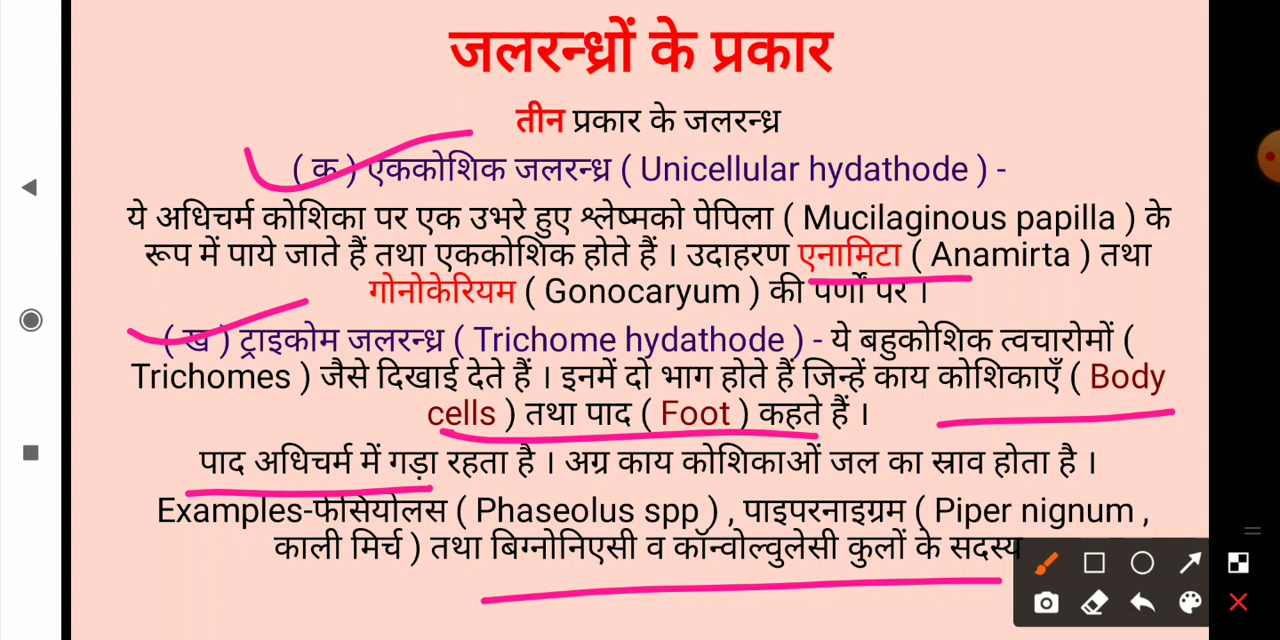 जलरन्ध्रों के प्रकार
तीन प्रकार के जलरन्ध्र
( क ) एककोशिक जलरन्ध्र ( Unicellular hydathode ) -
ये अधिचर्म कोशिका पर एक उभरे हुए श्लेष्मको पेपिला ( Mucilaginous papilla ) के
रूप में पाये जाते हैं तथा एककोशिक होते हैं । उदाहरण एनामिटा ( Anamirta ) तथा
गोनोकेरियम ( Gonocaryum ) की पर्णों पर ।
( ख ) ट्राइकोम जलरन्ध्र ( Trichome hydathode ) - ये बहुकोशिक त्वचारोमों (
Trichomes ) जैसे दिखाई देते हैं । इनमें दो भाग होते हैं जिन्हें काय कोशिकाएँ ( Body
cells ) तथा पाद ( Foot ) कहते हैं ।
पाद अधिचर्म में गड़ा रहता है । अग्र काय कोशिकाओं जल का स्राव होता है ।
Examples-फेसियोलस ( Phaseolus spp ) , पाइपरनाइग्रम ( Piper nignum ,
काली मिर्च ) तथा बिग्नोनिएसी व कॉन्वोल्वुलेसी कुलों के सदस्य